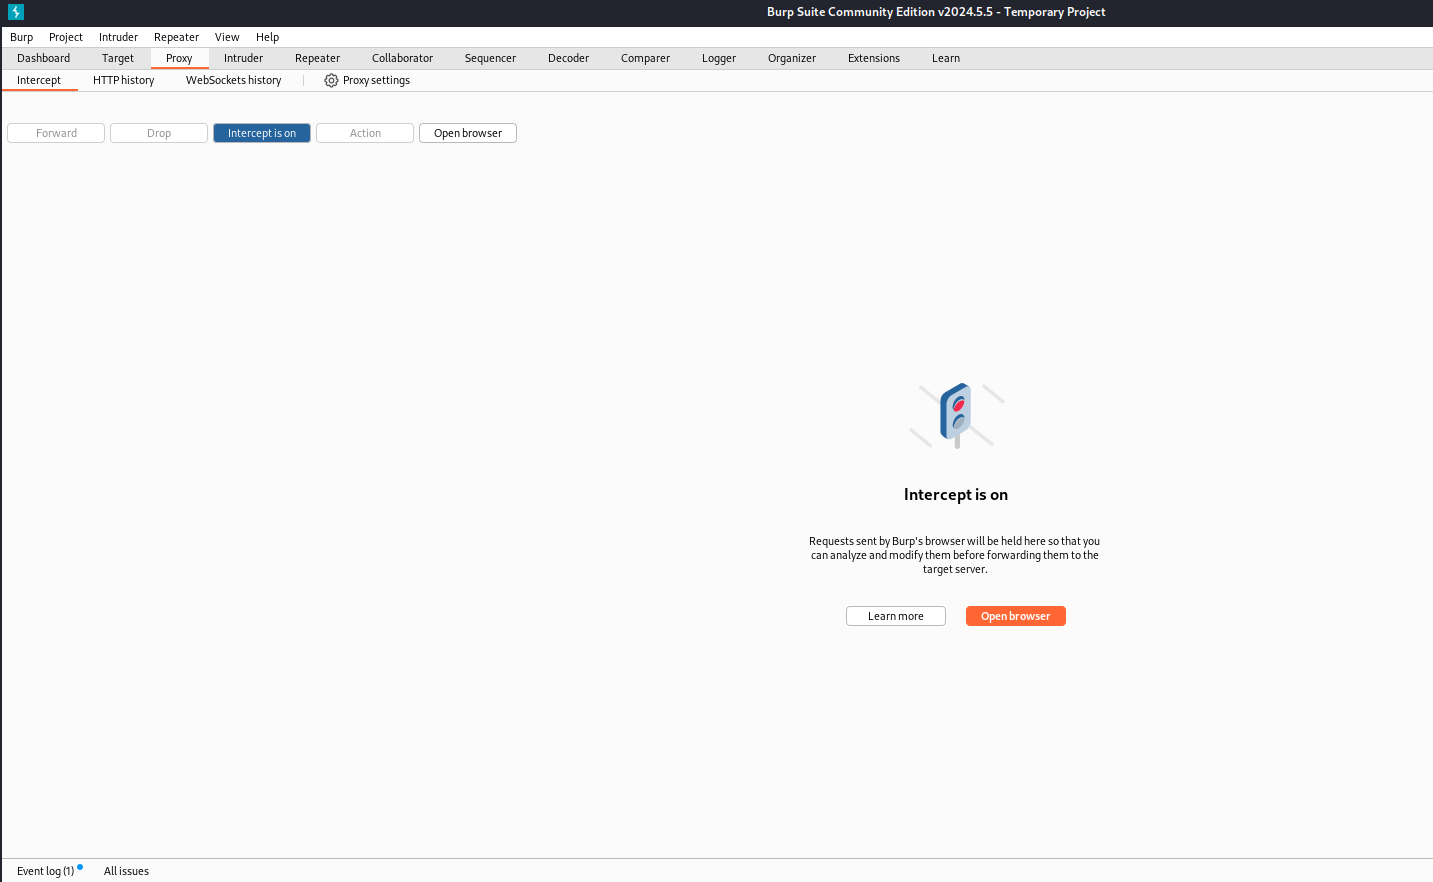 Burp Suite Community Edition v2024.5.5 - Temporary Project
Burp Project Intruder Repeater View Help
Dashboard Target Proxy Intruder Repeater Collaborator Sequencer Decoder Comparer Logger Organizer Extensions Learn
Intercept HTTP history WebSockets history Proxy settings
Forward Drop Intercept is on Action Open browser
Intercept is on
Requests sent by Burp's browser will be held here so that you
can analyze and modify them before forwarding them to the
target server.
Learn more Open browser
Event log (1) All issues